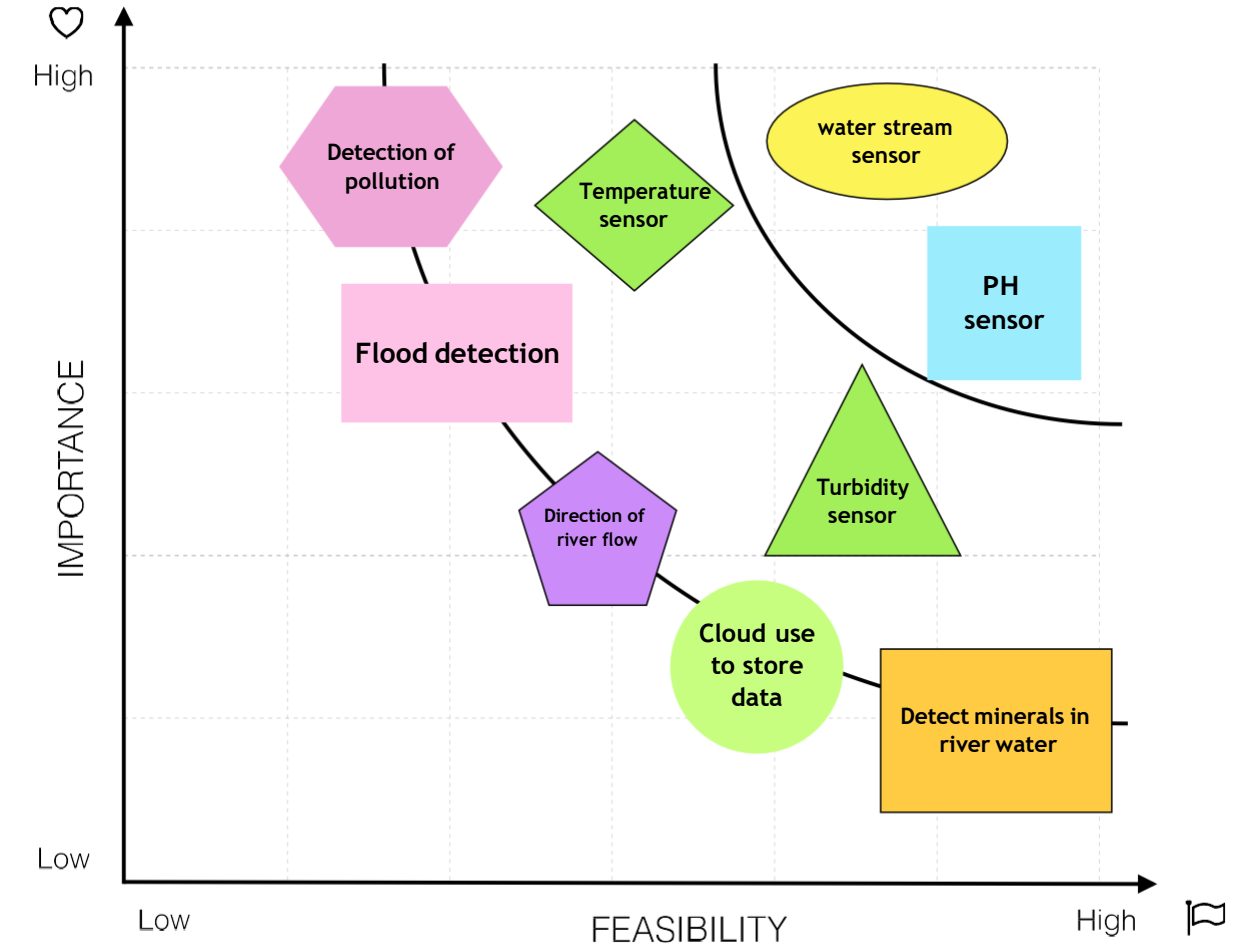 High
Detection of
pollution
Temperature
sensor
water stream
sensor
PH
sensor
Flood detection
IMPORTANCE
Turbidity
sensor
Direction of
river flow
Cloud use
to store
data
Detect minerals in
river water
Low
Low
FEASIBILITY
High